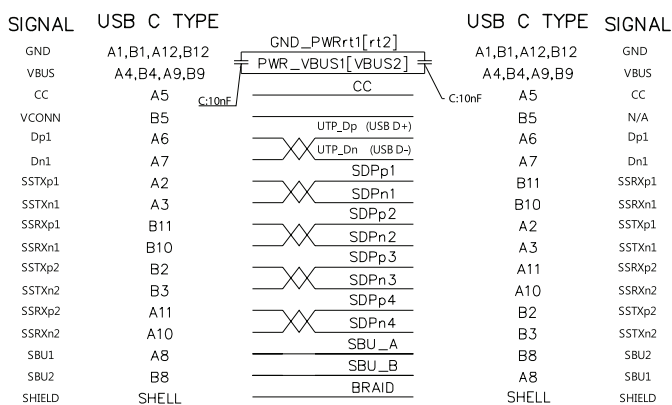 SIGNAL USB C TYPE USB C TYPE SIGNAL
GND A1,B1,A12,B12 GND_PWRrt1[rt2] A1,B1,A12,B12 GND
VBUS A4,B4,A9,B9 PWR_VBUS1[VBUS2] A4,B4,A9,B9 VBUS
CC A5 C:10nF CC C:10nF A5 CC
VCONN B5 B5 N/A
Dp1 A6 UTP_Dp (USB D+) A6 Dp1
Dn1 A7 UTP_Dn (USB D-) A7 Dn1
SSTXp1 A2 SDPp1 B11 SSRXp1
SSTXn1 A3 SDPn1 B10 SSRXn1
SSRXp1 B11 SDPp2 A2 SSTXp1
SSRXn1 B10 SDPn2 A3 SSTXn1
SSTXp2 B2 SDPp3 A11 SSRXp2
SSTXn2 B3 SDPn3 A10 SSRXn2
SSRXp2 A11 SDPp4 B2 SSTXp2
SSRXn2 A10 SDPn4 B3 SSTXn2
SBU1 A8 SBU_A B8 SBU2
SBU2 B8 SBU_B A8 SBU1
SHIELD SHELL BRAID SHELL SHIELD